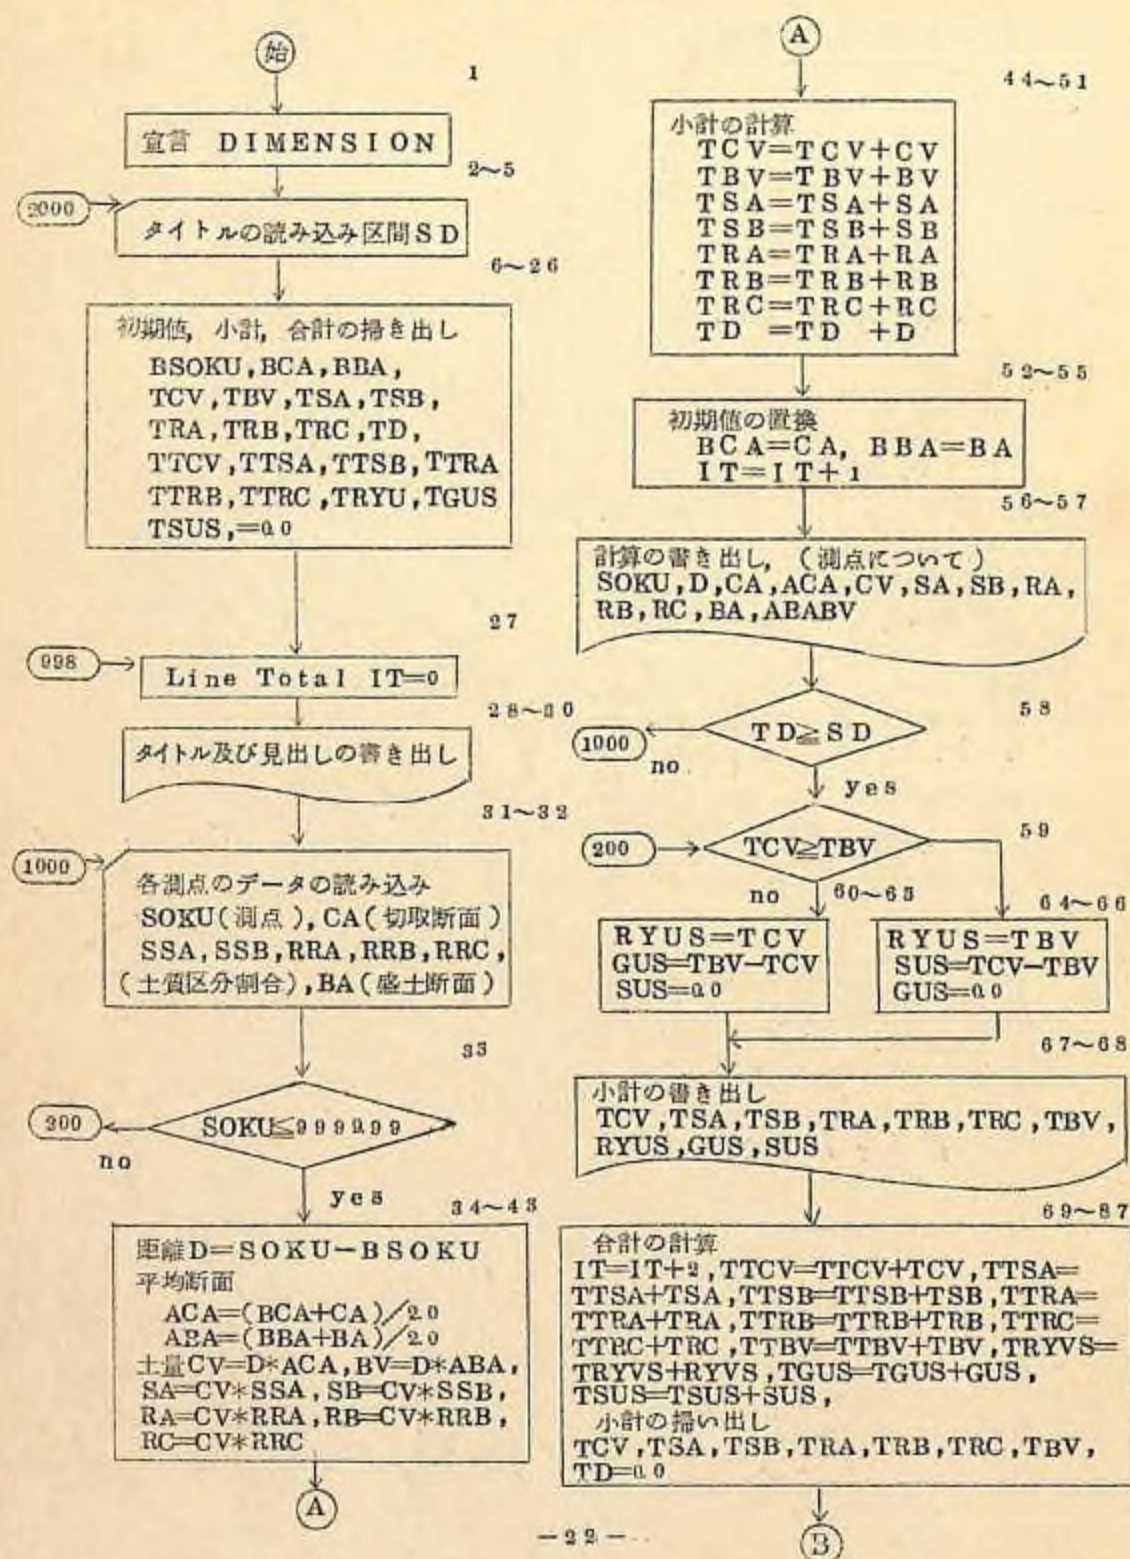 始
1
宣言 DIMENSION
2~5
2000
タイトルの読み込み区間SD
6~26
初期値, 小計, 合計の掃き出し
BSOKU,BCA,BBA,
TCV,TBV,TSA,TSB,
TRA,TRB,TRC,TD,
TTCV,TTSA,TTSB,TTRA
TTRB,TTRC,TRYU,TGUS
TSUS,=0.0
27
998
Line Total IT=0
28~30
タイトル及び見出しの書き出し
31~32
1000
各測点のデータの読み込み
SOKU(測点),CA(切取断面)
SSA,SSB,RRA,RRB,RRC,
(土質区分割合),BA(盛土断面)
33
200
SOKU≦999999
no
yes
34~43
距離D=SOKU−BSOKU
平均断面
ACA=(BCA+CA)/2.0
ABA=(BBA+BA)/2.0
土量CV=D*ACA,BV=D*ABA,
SA=CV*SSA,SB=CV*SSB,
RA=CV*RRA,RB=CV*RRB,
RC=CV*RRC
A
A
44~51
小計の計算
TCV=TCV+CV
TBV=TBV+BV
TSA=TSA+SA
TSB=TSB+SB
TRA=TRA+RA
TRB=TRB+RB
TRC=TRC+RC
TD =TD +D
52~55
初期値の置換
BCA=CA, BBA=BA
IT=IT+1
56~57
計算の書き出し, (測点について)
SOKU,D,CA,ACA,CV,SA,SB,RA,
RB,RC,BA,ABABV
58
TD≧SD
1000
no
yes
59
200
TCV≧TBV
no
60~63
64~66
RYUS=TCV
GUS=TBV−TCV
SUS=0.0
RYUS=TBV
SUS=TCV−TBV
GUS=0.0
67~68
小計の書き出し
TCV,TSA,TSB,TRA,TRB,TRC,TBV,
RYUS,GUS,SUS
69~87
合計の計算
IT=IT+2,TTCV=TTCV+TCV,TTSA=
TTSA+TSA,TTSB=TTSB+TSB,TTRA=
TTRA+TRA,TTRB=TTRB+TRB,TTRC=
TTRC+TRC,TTBV=TTBV+TBV,TRYVS=
TRYVS+RYVS,TGUS=TGUS+GUS,
TSUS=TSUS+SUS,
小計の掃い出し
TCV,TSA,TSB,TRA,TRB,TRC,TBV,
TD=0.0
B
−22−